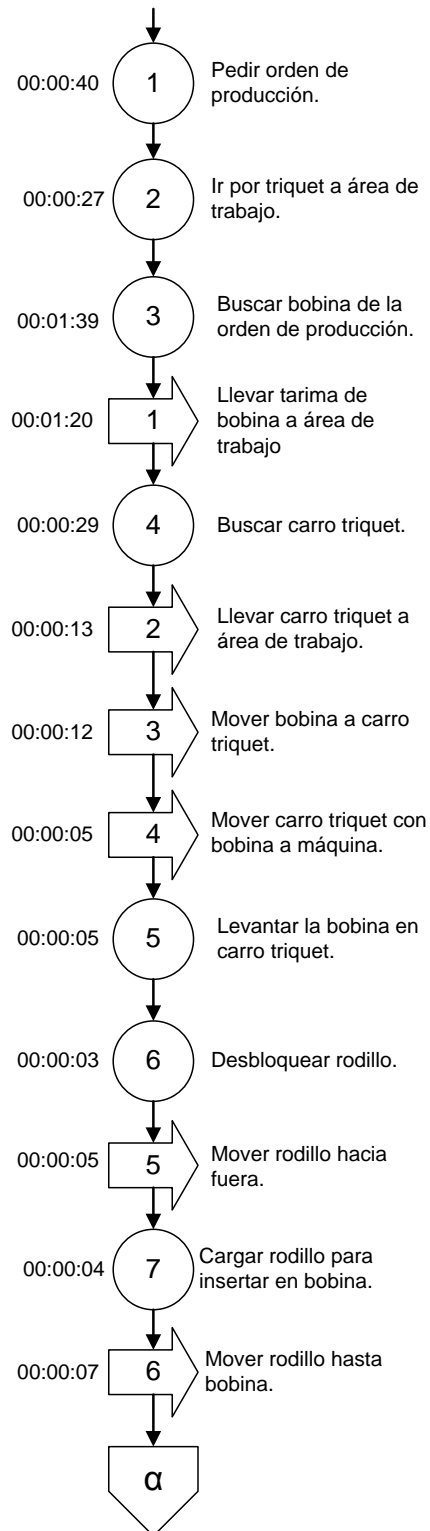 00:00:40
1
Pedir orden de
producción.
00:00:27
2
Ir por triquet a área de
trabajo.
00:01:39
3
Buscar bobina de la
orden de producción.
00:01:20
1
Llevar tarima de
bobina a área de
trabajo
00:00:29
4
Buscar carro triquet.
00:00:13
2
Llevar carro triquet a
área de trabajo.
00:00:12
3
Mover bobina a carro
triquet.
00:00:05
4
Mover carro triquet con
bobina a máquina.
00:00:05
5
Levantar la bobina en
carro triquet.
00:00:03
6
Desbloquear rodillo.
00:00:05
5
Mover rodillo hacia
fuera.
00:00:04
7
Cargar rodillo para
insertar en bobina.
00:00:07
6
Mover rodillo hasta
bobina.
α